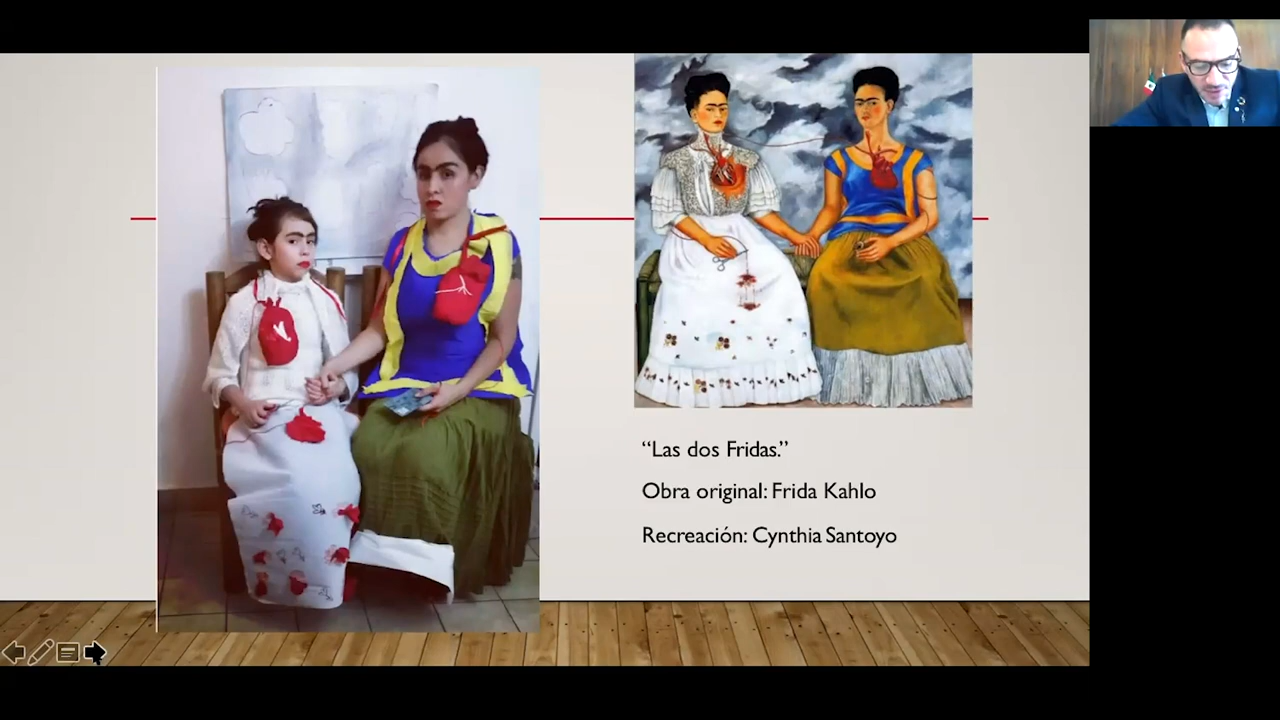 “Las dos Fridas.”
Obra original: Frida Kahlo
Recreación: Cynthia Santoyo